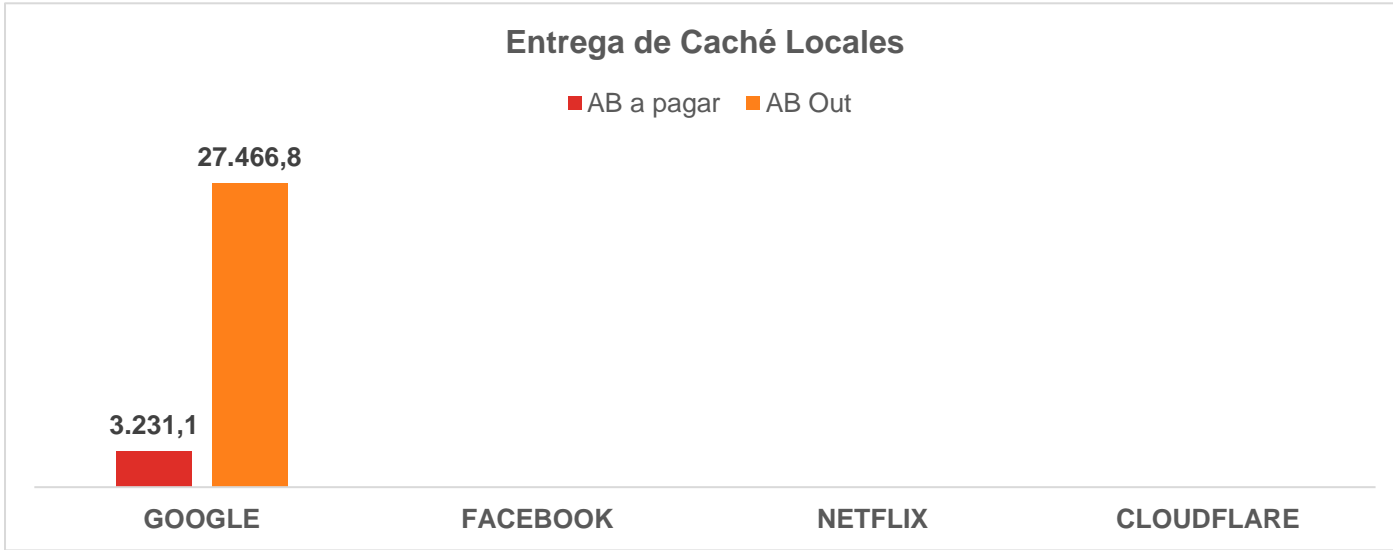 Entrega de Caché Locales
AB a pagar AB Out
27.466,8
3.231,1
GOOGLE FACEBOOK NETFLIX CLOUDFLARE